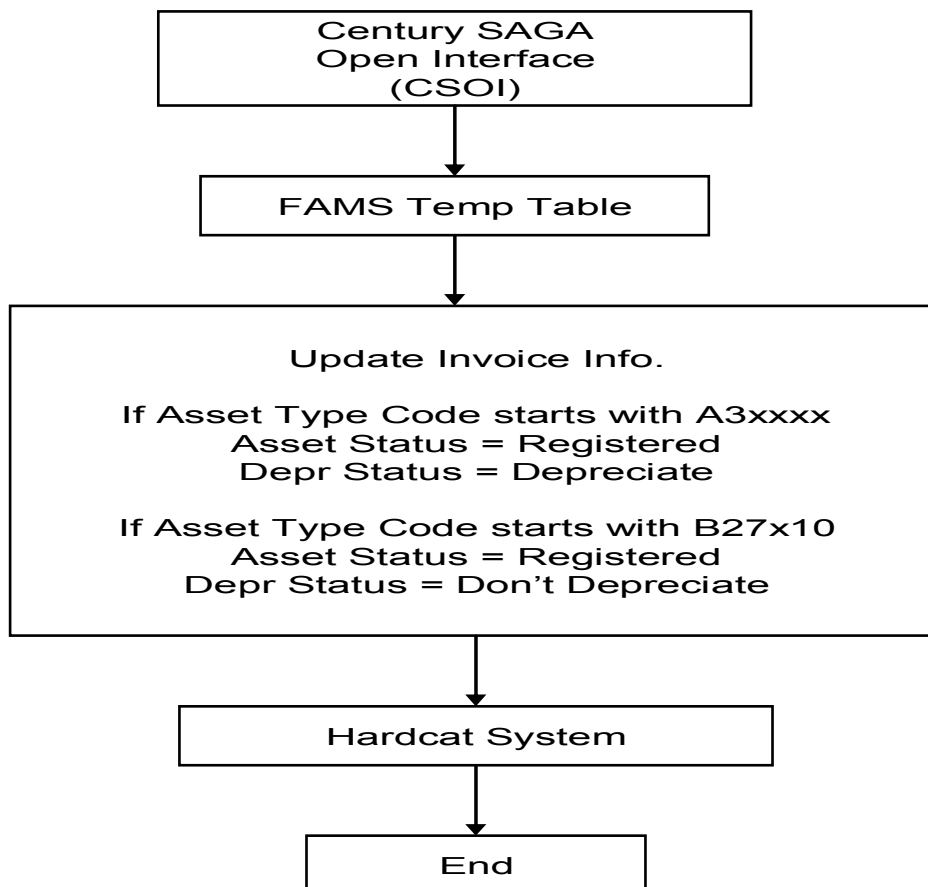 Century SAGA
Open Interface
(CSOI)
FAMS Temp Table
Update Invoice Info.
If Asset Type Code starts with A3xxxx
Asset Status = Registered
Depr Status = Depreciate
If Asset Type Code starts with B27x10
Asset Status = Registered
Depr Status = Don’t Depreciate
Hardcat System
End